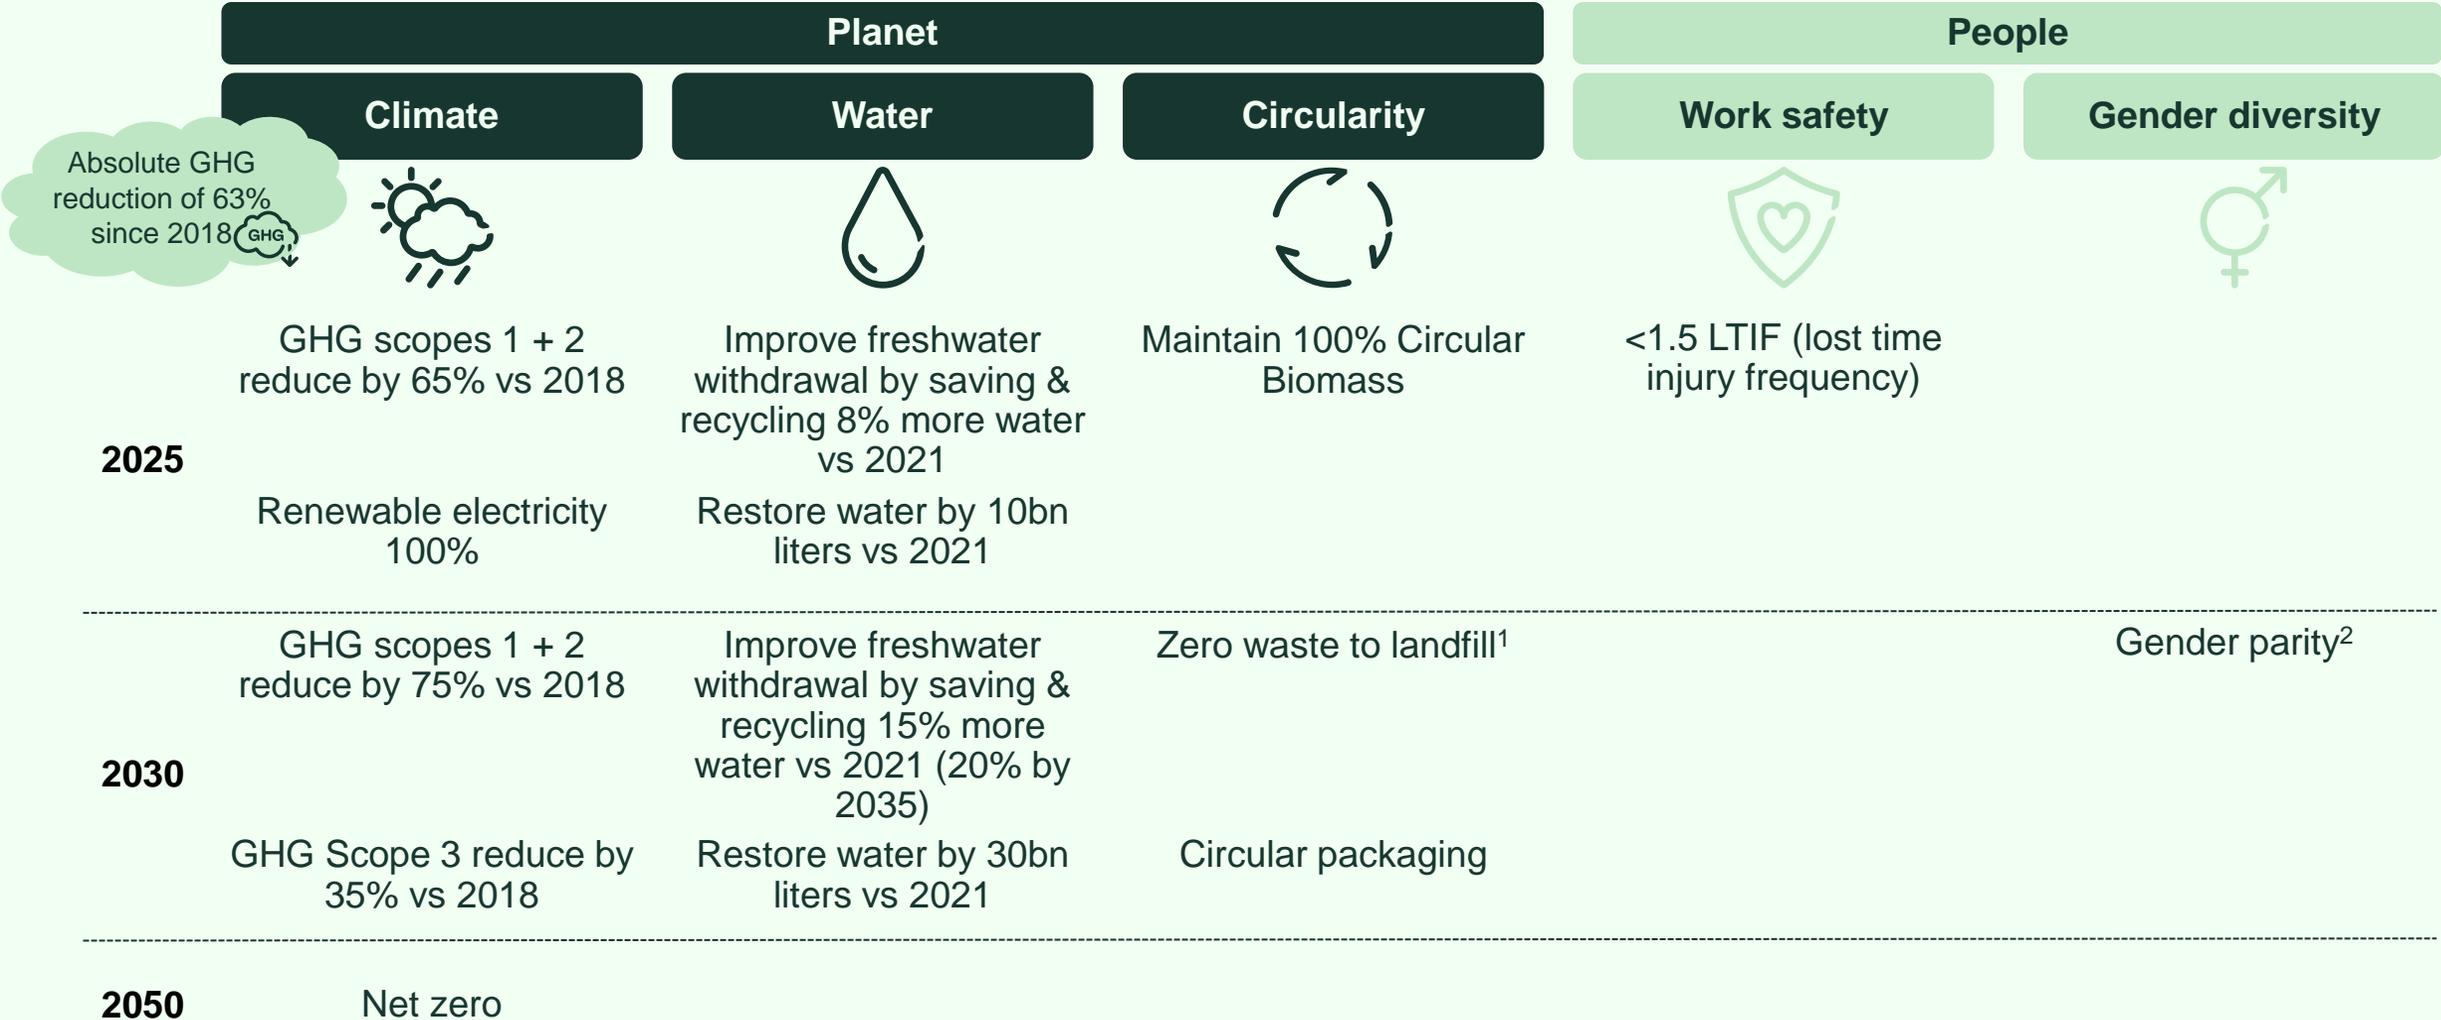 Planet
People
Climate
Water
Circularity
Work safety
Gender diversity
Absolute GHG
reduction of 63%
since 2018
GHG
2025
GHG scopes 1 + 2
reduce by 65% vs 2018
Improve freshwater
withdrawal by saving &
recycling 8% more water
vs 2021
Maintain 100% Circular
Biomass
<1.5 LTIF (lost time
injury frequency)
Renewable electricity
100%
Restore water by 10bn
liters vs 2021
2030
GHG scopes 1 + 2
reduce by 75% vs 2018
Improve freshwater
withdrawal by saving &
recycling 15% more
water vs 2021 (20% by
2035)
Zero waste to landfill¹
Gender parity²
GHG Scope 3 reduce by
35% vs 2018
Restore water by 30bn
liters vs 2021
Circular packaging
2050
Net zero